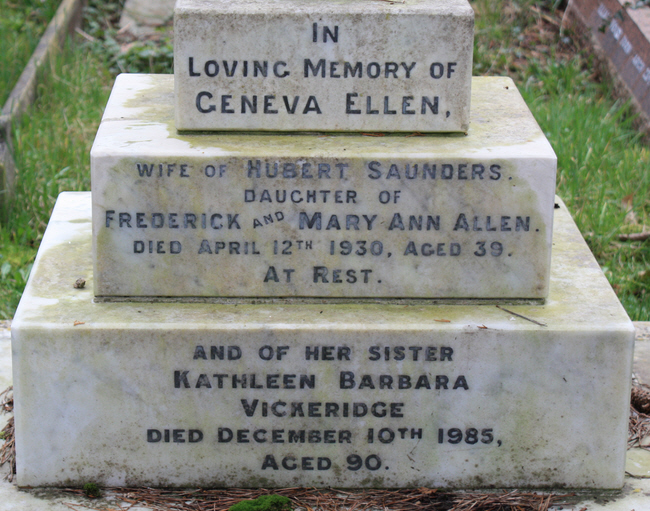 IN
LOVING MEMORY OF
GENEVA ELLEN,
WIFE OF HUBERT SAUNDERS.
DAUGHTER OF
FREDERICK AND MARY ANN ALLEN.
DIED APRIL 12TH 1930, AGED 39.
AT REST.
AND OF HER SISTER
KATHLEEN BARBARA
VICKERIDGE
DIED DECEMBER 10TH 1985,
AGED 90.